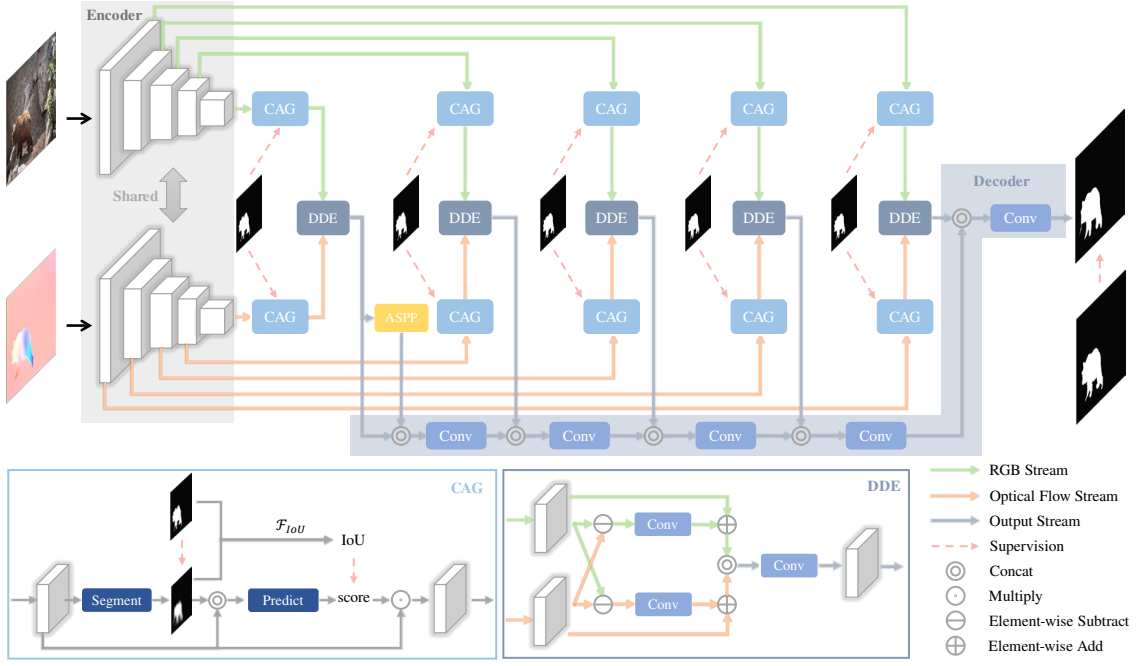 Encoder
CAG CAG CAG CAG CAG
Shared
Decoder
DDE DDE DDE DDE DDE Conv
CAG ASPP CAG CAG CAG CAG
Conv Conv Conv Conv
CAG
DDE
RGB Stream
Optical Flow Stream
Output Stream
Supervision
Concat
Multiply
Element-wise Subtract
Element-wise Add
F_IoU IoU
Segment Predict score
Conv
Conv
Conv